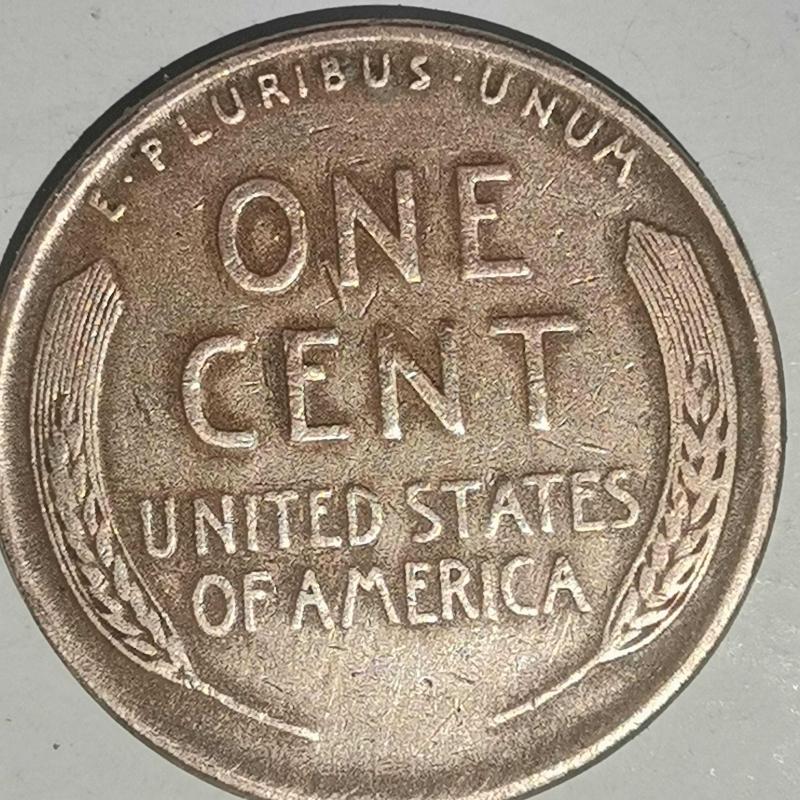 E · PLURIBUS · UNUM
ONE
CENT
UNITED STATES
OF AMERICA